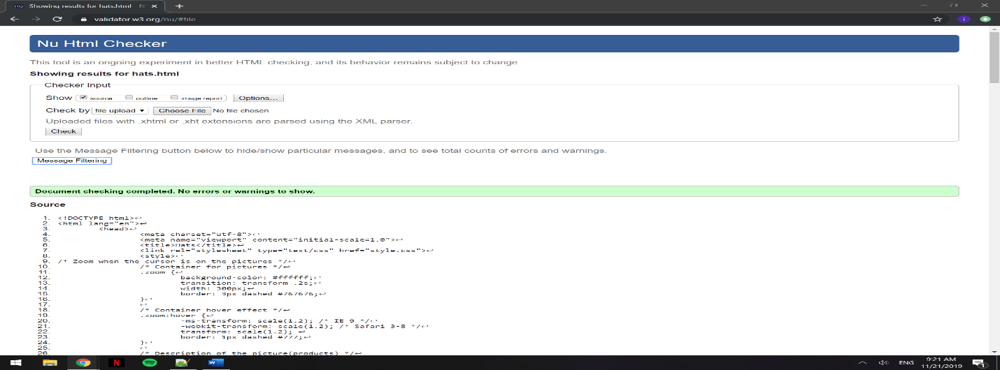 Showing results for hats.html N
validator.w3.org/nu/#file
Nu Html Checker
This tool is an ongoing experiment in better HTML checking, and its behavior remains subject to change
Showing results for hats.html
Checker Input
Show source outline image report Options...
Check by file upload Choose File No file chosen
Uploaded files with .xhtml or .xht extensions are parsed using the XML parser.
Check
Use the Message Filtering button below to hide/show particular messages, and to see total counts of errors and warnings.
Message Filtering
Document checking completed. No errors or warnings to show.
Source
1. <!DOCTYPE html>↩
2. <html lang="en">↩
3. <head>↩
4. <meta charset="utf-8">↩
5. <meta name="viewport" content="initial-scale=1.0">↩
6. <title>Hats</title>↩
7. <link rel="stylesheet" type="text/css" href="style.css">↩
8. <style>↩
9. /* Zoom when the cursor is on the pictures */↩
10. /* Container for pictures */↩
11. .zoom {↩
12. background-color: #ffffff;↩
13. transition: transform .2s;↩
14. width: 300px;↩
15. border: 3px dashed #767676;↩
16. }↩
17. ↩
18. /* Container hover effect */↩
19. .zoom:hover {↩
20. -ms-transform: scale(1.2); /* IE 9 */↩
21. -webkit-transform: scale(1.2); /* Safari 3-8 */↩
22. transform: scale(1.2); ↩
23. border: 1px dashed #777;↩
24. }↩
25. ↩
26. /* Description of the picture(products) */↩
ENG
9:21 AM
11/21/2019
1